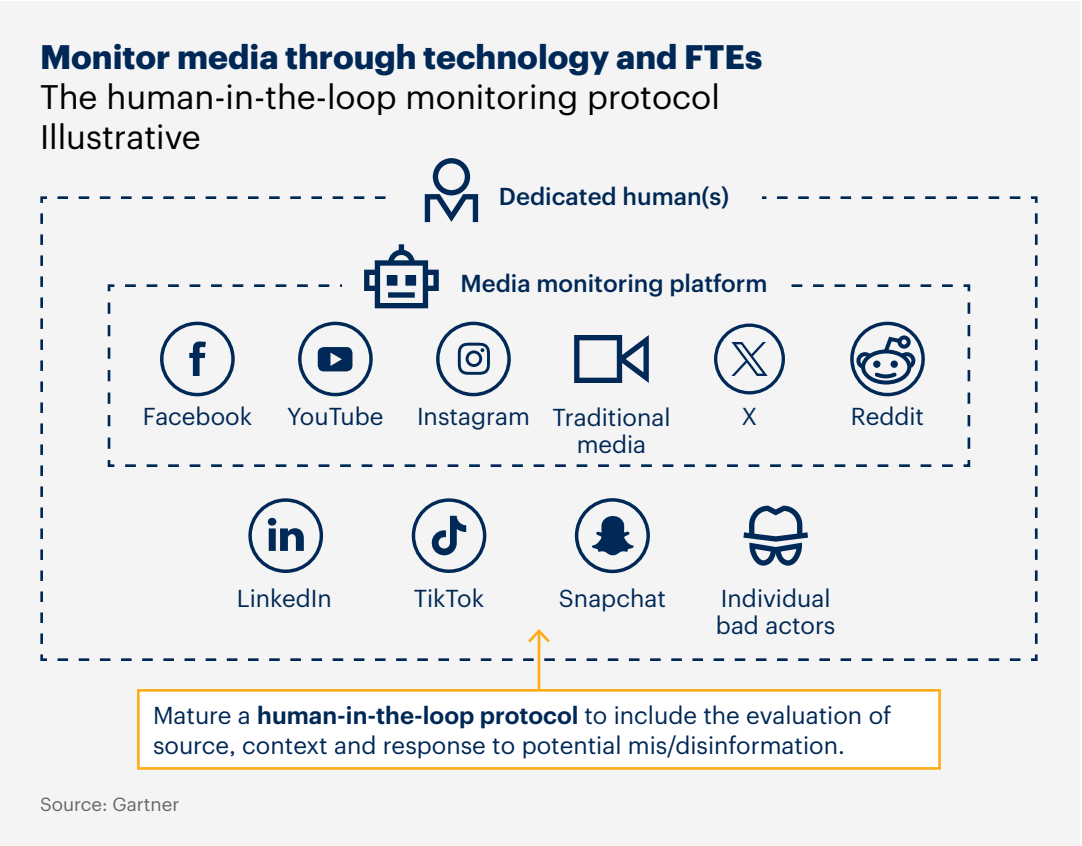 Monitor media through technology and FTEs
The human-in-the-loop monitoring protocol
Illustrative
Dedicated human(s)
Media monitoring platform
Facebook
YouTube
Instagram
Traditional
media
X
Reddit
LinkedIn
TikTok
Snapchat
Individual
bad actors
Mature a human-in-the-loop protocol to include the evaluation of
source, context and response to potential mis/disinformation.
Source: Gartner